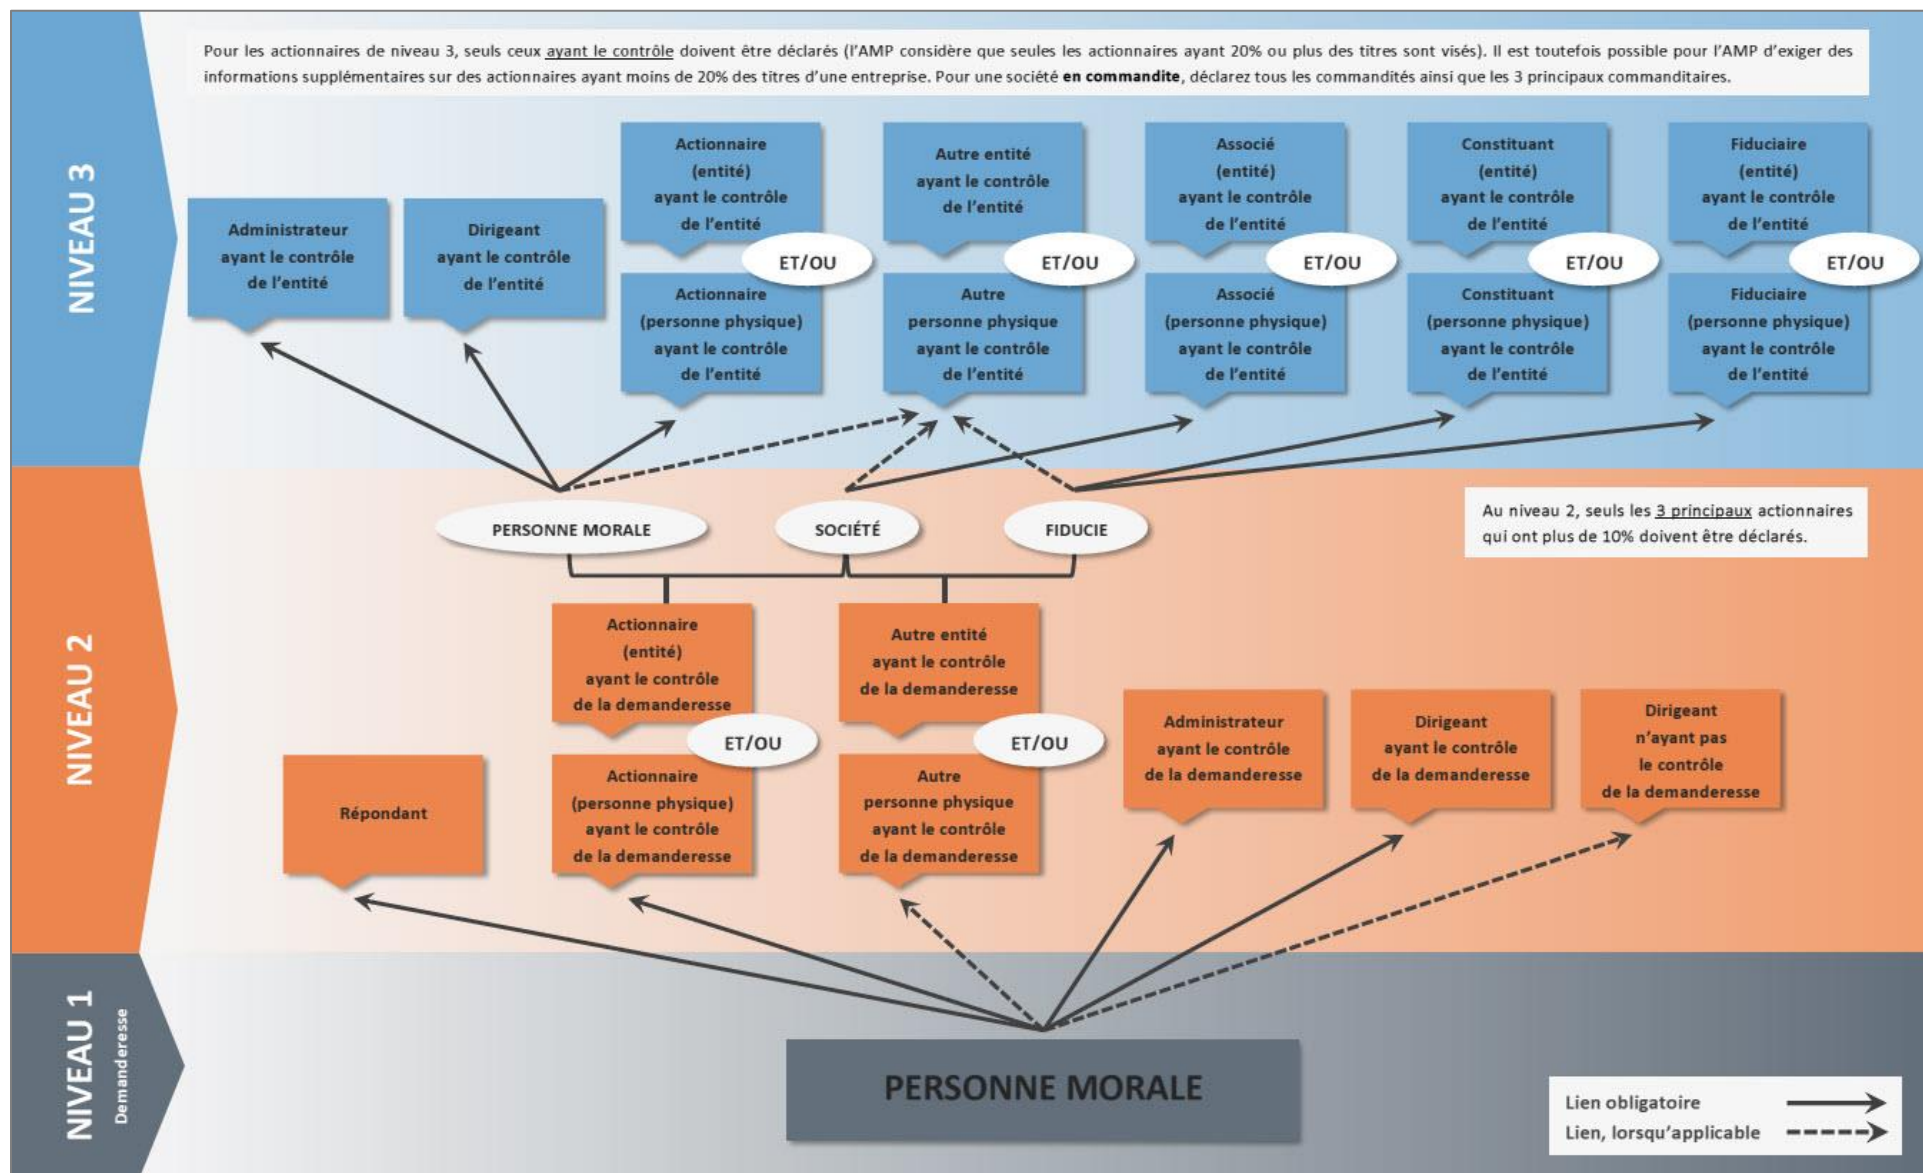 Pour les actionnaires de niveau 3, seuls ceux ayant le contrôle doivent être déclarés (l'AMP considère que seules les actionnaires ayant 20% ou plus des titres sont visés). Il est toutefois possible pour l'AMP d'exiger des
informations supplémentaires sur des actionnaires ayant moins de 20% des titres d'une entreprise. Pour une société en commandite, déclarez tous les commandités ainsi que les 3 principaux commanditaires.
NIVEAU 3
Administrateur
ayant le contrôle
de l'entité
Dirigeant
ayant le contrôle
de l'entité
Actionnaire
(entité)
ayant le contrôle
de l'entité
ET/OU
Actionnaire
(personne physique)
ayant le contrôle
de l'entité
Autre entité
ayant le contrôle
de l'entité
ET/OU
Autre
personne physique
ayant le contrôle
de l'entité
Associé
(entité)
ayant le contrôle
de l'entité
ET/OU
Associé
(personne physique)
ayant le contrôle
de l'entité
Constituant
(entité)
ayant le contrôle
de l'entité
ET/OU
Constituant
(personne physique)
ayant le contrôle
de l'entité
Fiduciaire
(entité)
ayant le contrôle
de l'entité
ET/OU
Fiduciaire
(personne physique)
ayant le contrôle
de l'entité
NIVEAU 2
PERSONNE MORALE
SOCIÉTÉ
FIDUCIE
Au niveau 2, seuls les 3 principaux actionnaires
qui ont plus de 10% doivent être déclarés.
Répondant
Actionnaire
(entité)
ayant le contrôle
de la demanderesse
ET/OU
Actionnaire
(personne physique)
ayant le contrôle
de la demanderesse
Autre entité
ayant le contrôle
de la demanderesse
ET/OU
Autre
personne physique
ayant le contrôle
de la demanderesse
Administrateur
ayant le contrôle
de la demanderesse
Dirigeant
ayant le contrôle
de la demanderesse
Dirigeant
n'ayant pas
le contrôle
de la demanderesse
NIVEAU 1
Demanderesse
PERSONNE MORALE
Lien obligatoire
Lien, lorsqu'applicable